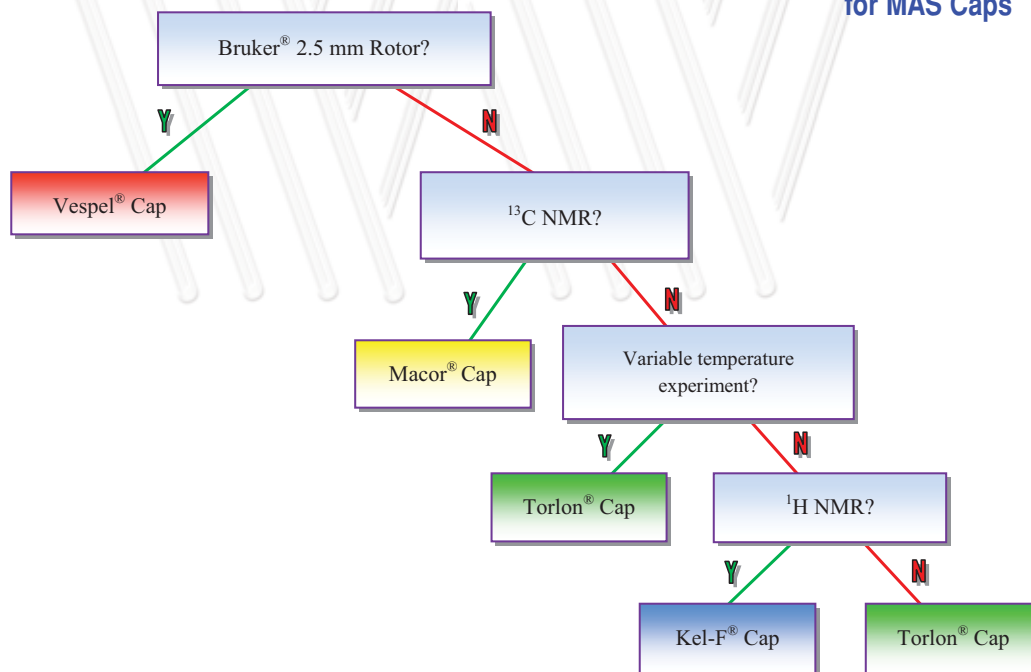 for MAS Caps
Bruker® 2.5 mm Rotor?
Y
N
Vespel® Cap
¹³C NMR?
Y
N
Macor® Cap
Variable temperature
experiment?
Y
N
Torlon® Cap
¹H NMR?
Y
N
Kel-F® Cap
Torlon® Cap